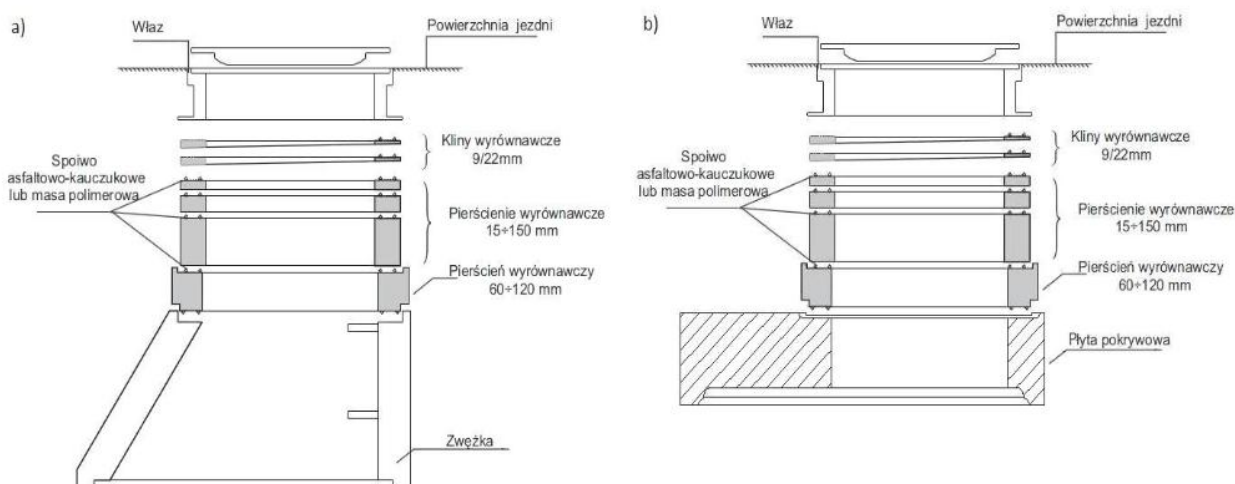 a)
Właz
Powierzchnia jezdni
Kliny wyrównawcze
9/22mm
Spoiwo
asfaltowo-kauczukowe
lub masa polimerowa
Pierścienie wyrównawcze
15÷150 mm
Pierścień wyrównawczy
60÷120 mm
Zwężka
b)
Właz
Powierzchnia jezdni
Kliny wyrównawcze
9/22mm
Spoiwo
asfaltowo-kauczukowe
lub masa polimerowa
Pierścienie wyrównawcze
15÷150 mm
Pierścień wyrównawczy
60÷120 mm
Płyta pokrywowa